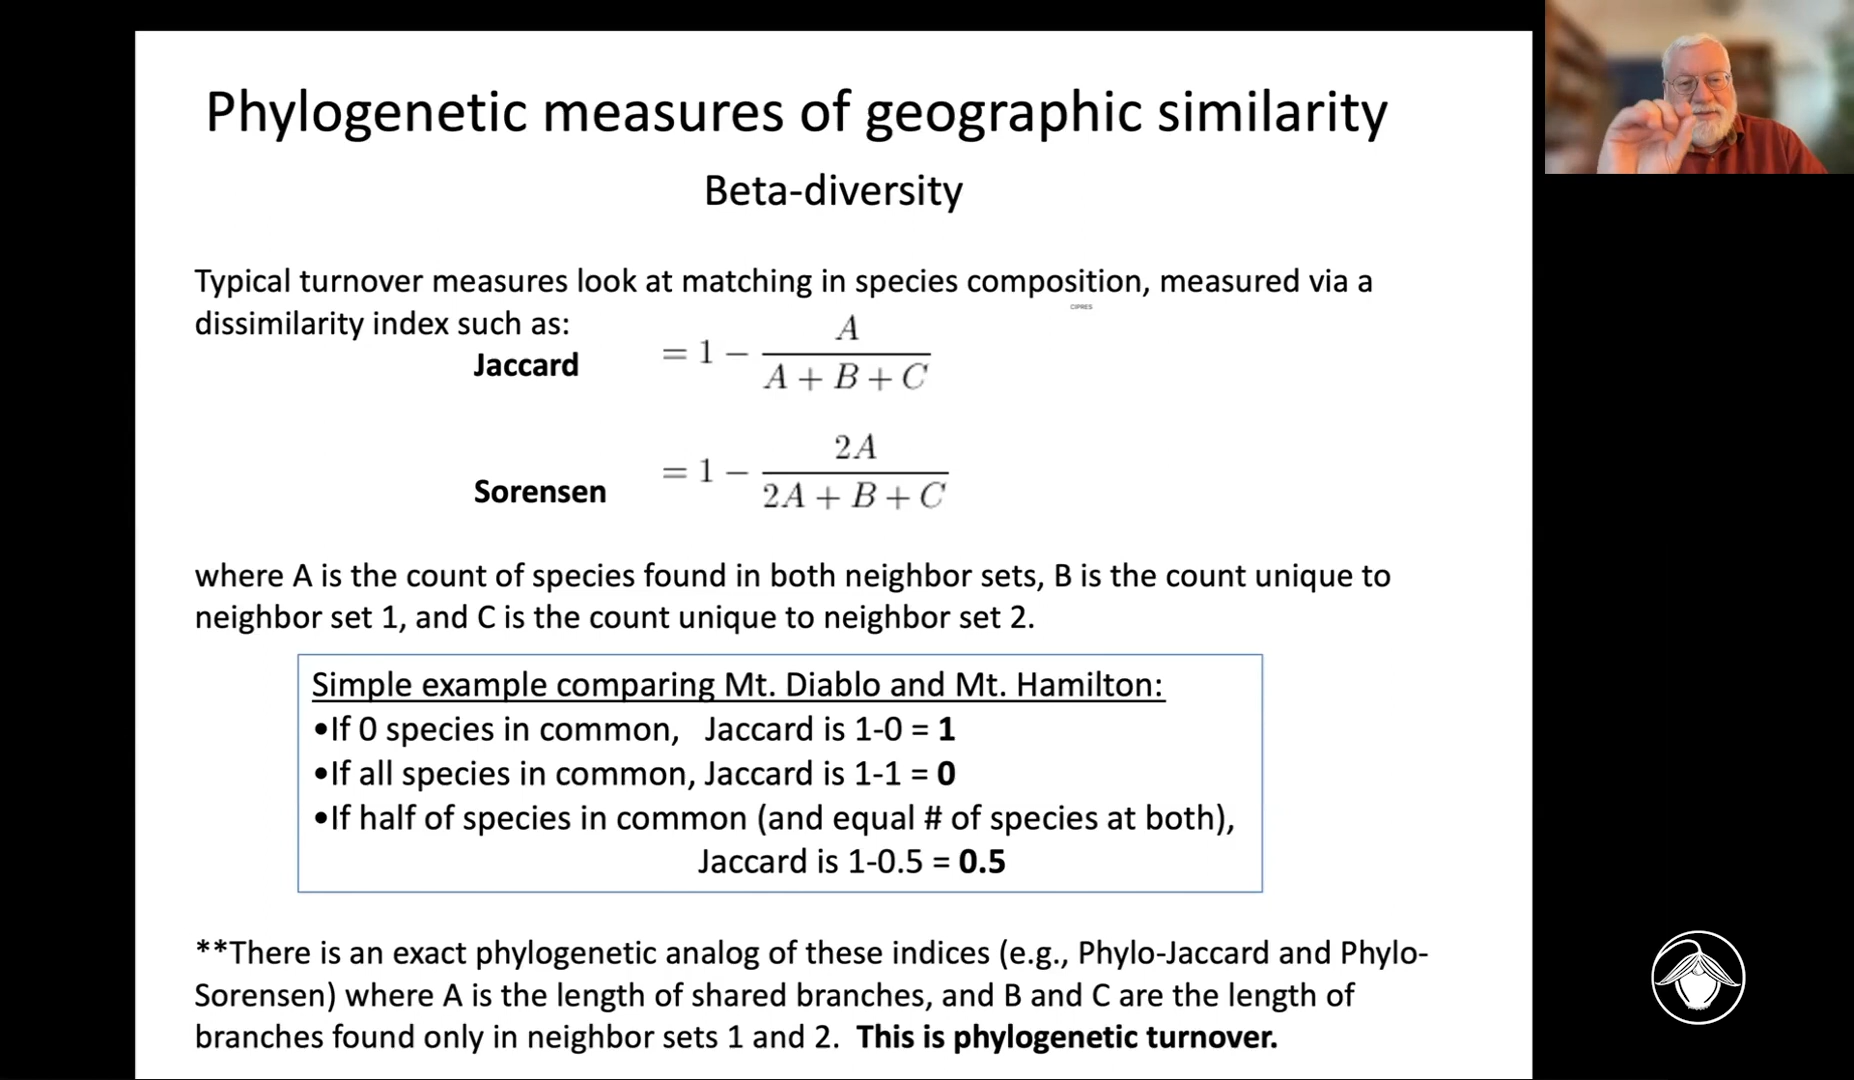 Phylogenetic measures of geographic similarity
Beta-diversity
Typical turnover measures look at matching in species composition, measured via a
CIPRES
dissimilarity index such as:
Jaccard = 1 − A / A + B + C
Sorensen = 1 − 2A / 2A + B + C
where A is the count of species found in both neighbor sets, B is the count unique to
neighbor set 1, and C is the count unique to neighbor set 2.
Simple example comparing Mt. Diablo and Mt. Hamilton:
•If 0 species in common, Jaccard is 1-0 = 1
•If all species in common, Jaccard is 1-1 = 0
•If half of species in common (and equal # of species at both),
Jaccard is 1-0.5 = 0.5
**There is an exact phylogenetic analog of these indices (e.g., Phylo-Jaccard and Phylo-
Sorensen) where A is the length of shared branches, and B and C are the length of
branches found only in neighbor sets 1 and 2. This is phylogenetic turnover.